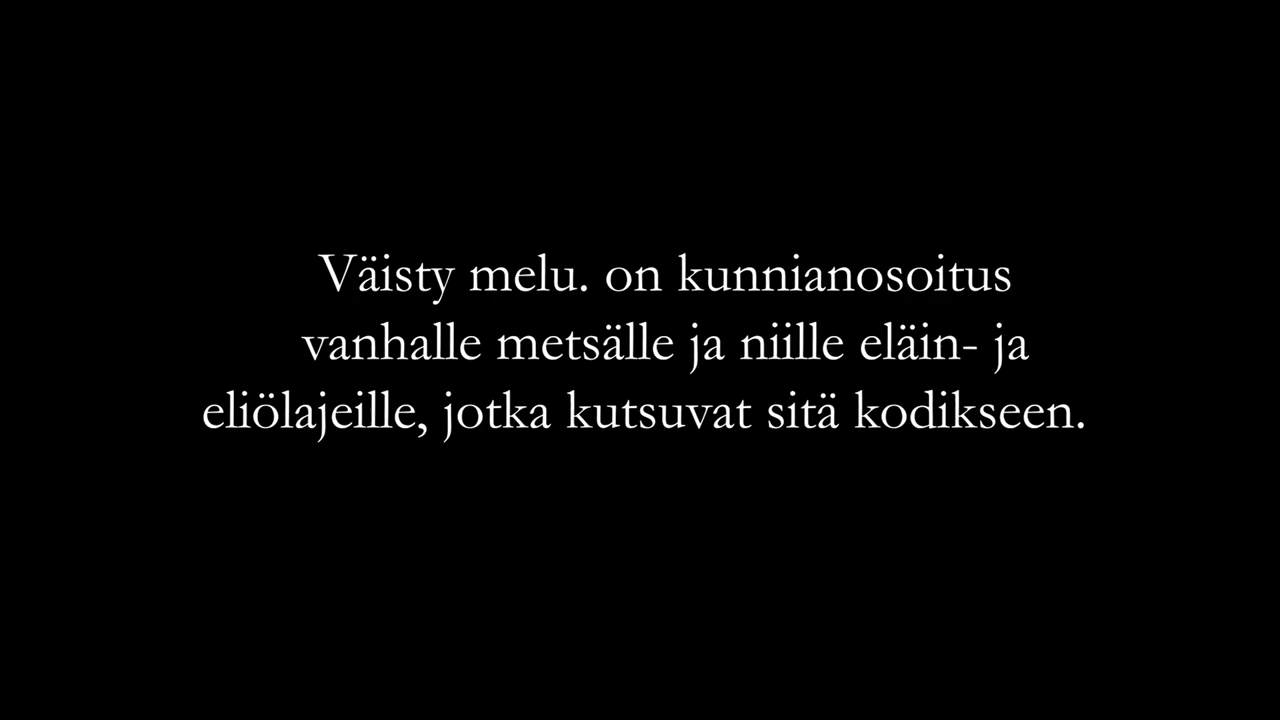 Väisty melu. on kunnianosoitus
vanhalle metsälle ja niille eläin- ja
eliölajeille, jotka kutsuvat sitä kodikseen.